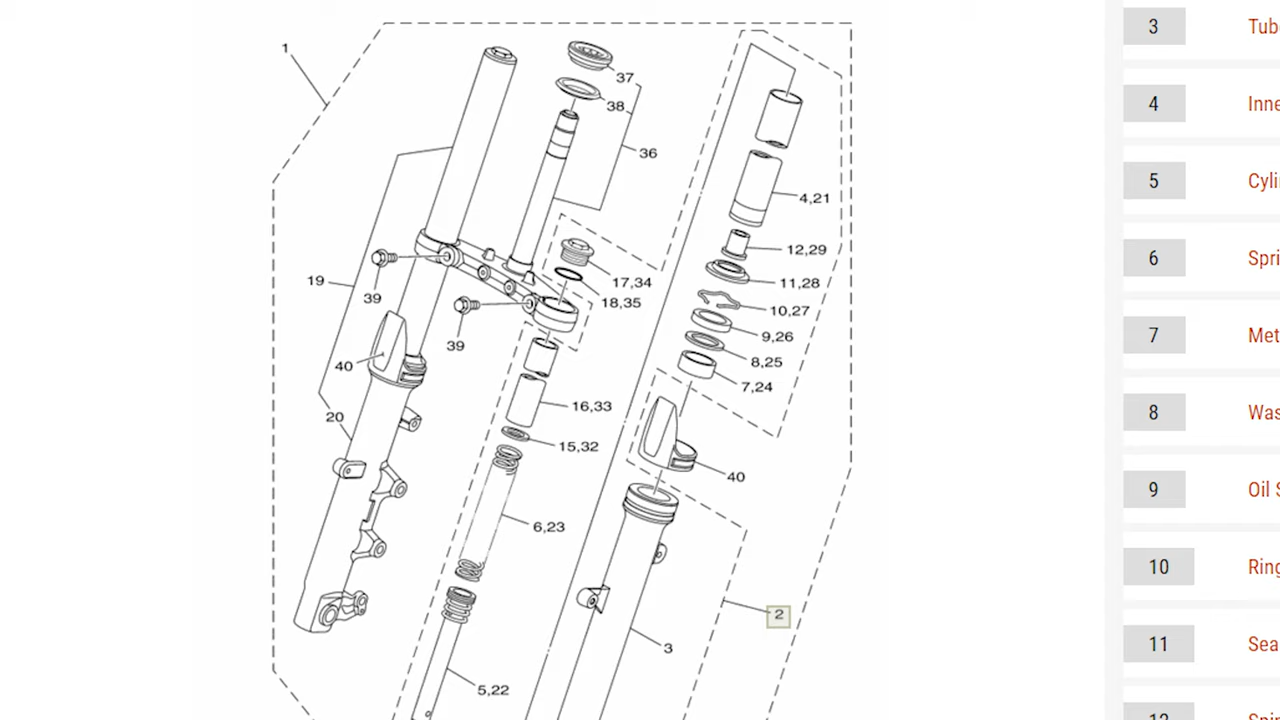 1
37
38
36
4,21
12,29
11,28
10,27
9,26
8,25
7,24
17,34
18,35
19
39
39
40
20
16,33
15,32
40
6,23
2
3
5,22
3 Tub
4 Inne
5 Cyli
6 Spri
7 Met
8 Was
9 Oil S
10 Ring
11 Sea